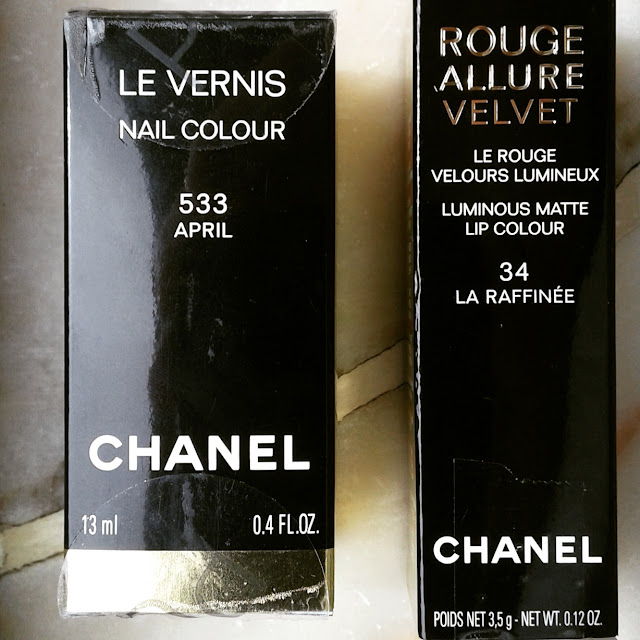 LE VERNIS
NAIL COLOUR
533
APRIL
CHANEL
13 ml 0.4 FL.OZ.
ROUGE
ALLURE
VELVET
LE ROUGE
VELOURS LUMINEUX
LUMINOUS MATTE
LIP COLOUR
34
LA RAFFINÉE
CHANEL
POIDS NET 3,5 g - NET WT. 0.12 OZ.